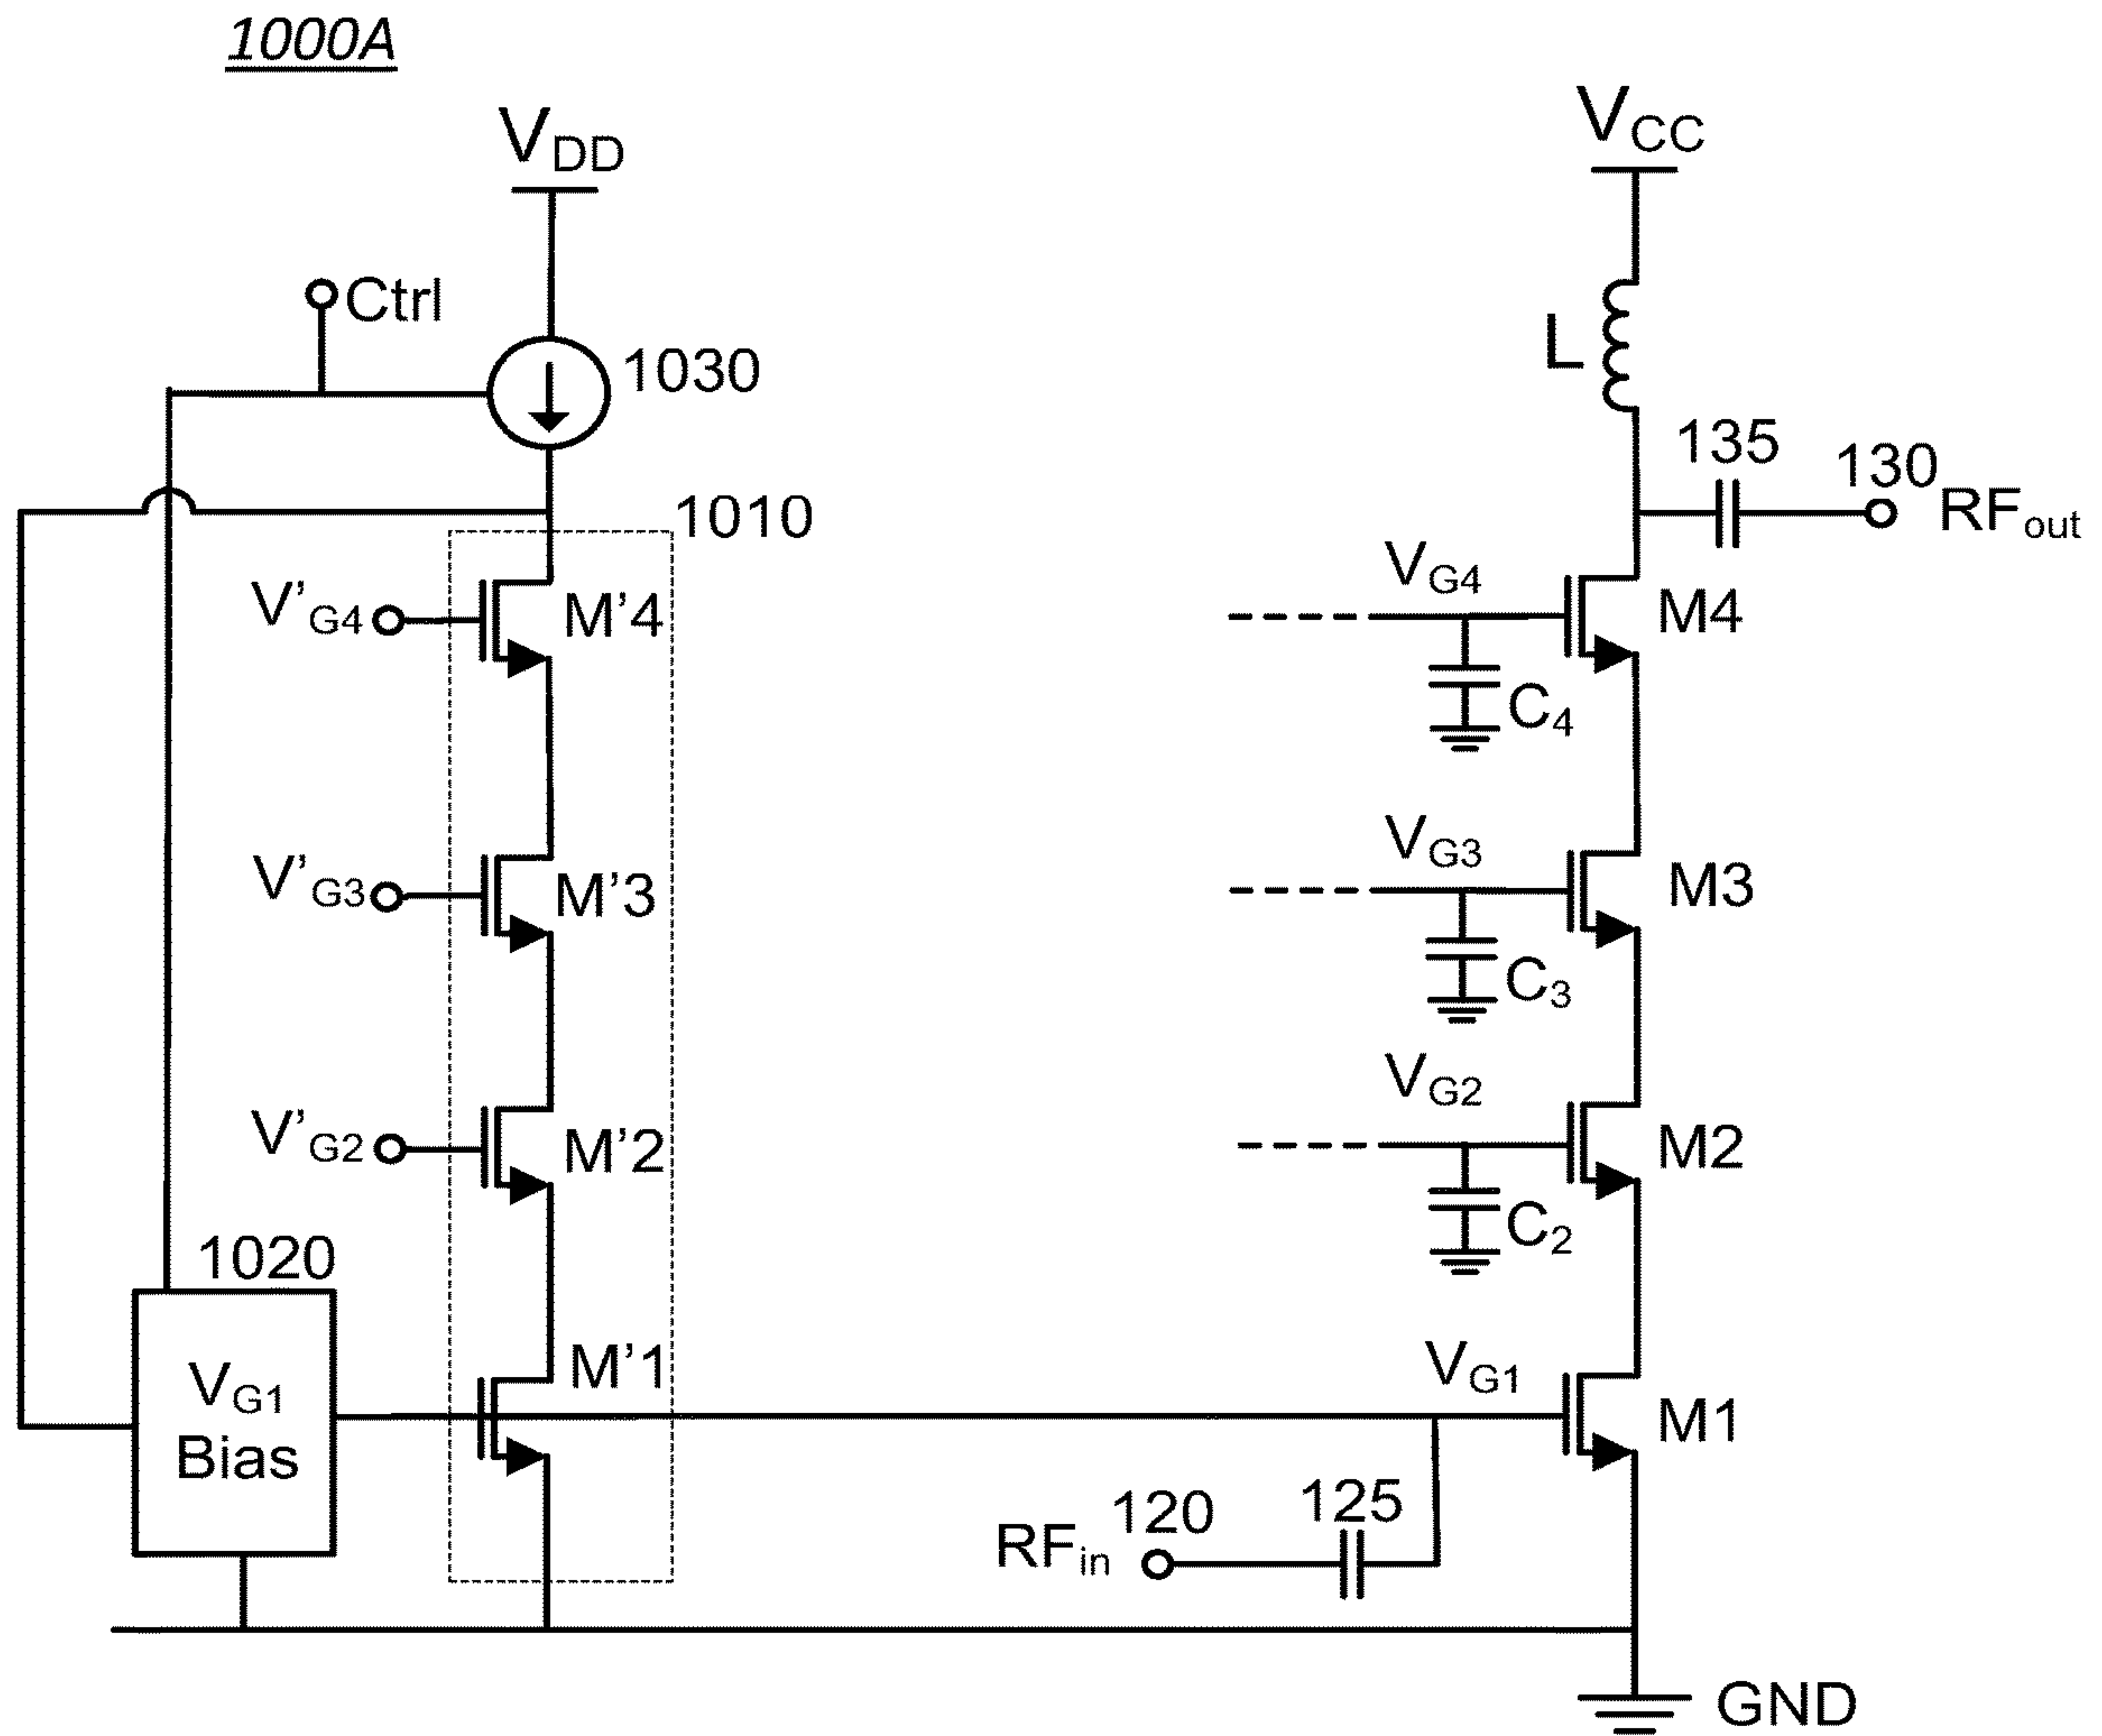 1000A
VDD
VCC
Ctrl
1030
L
135
130
RFout
1010
V'G4
M'4
VG4
M4
C4
V'G3
M'3
VG3
M3
C3
V'G2
M'2
VG2
M2
C2
1020
VG1
Bias
M'1
VG1
M1
RFin
120
125
GND